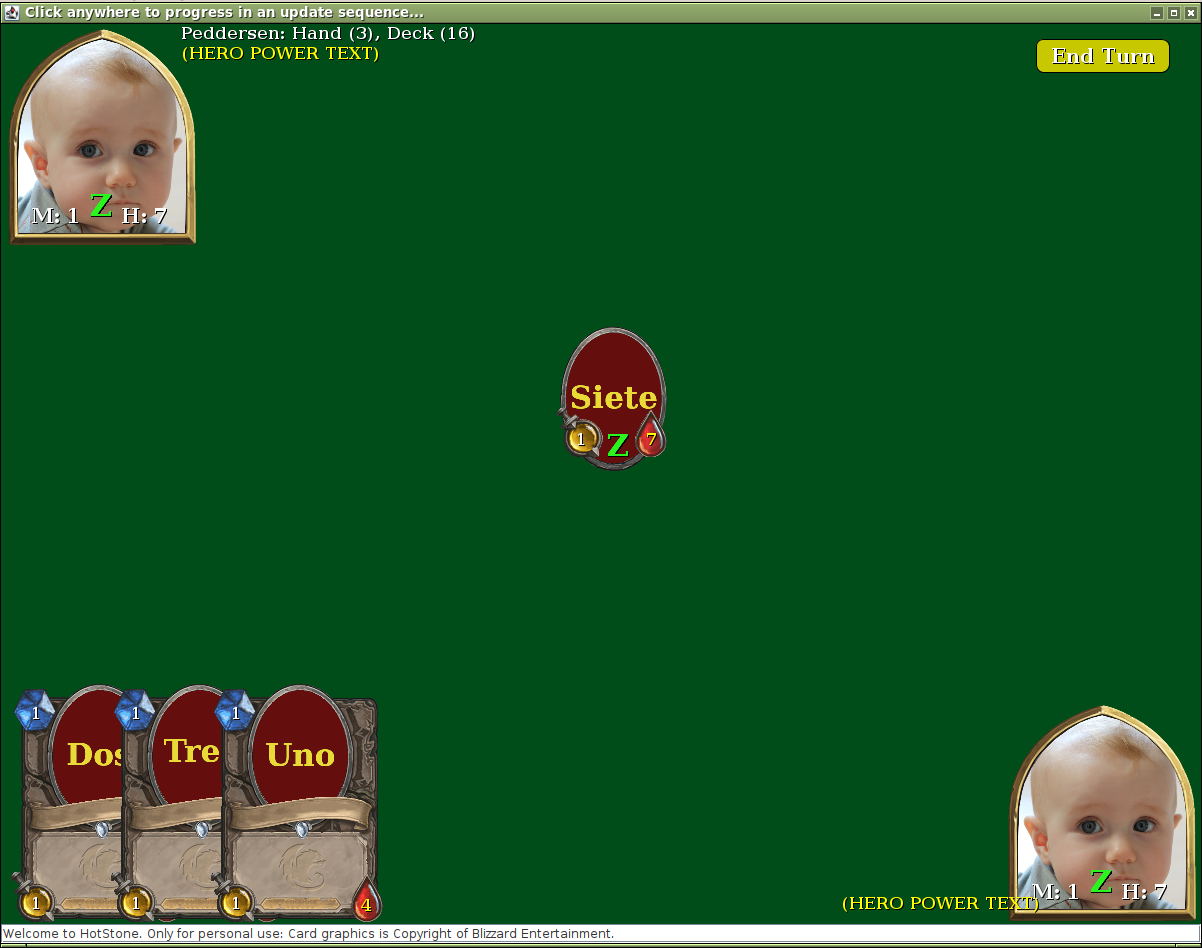 Click anywhere to progress in an update sequence...
Peddersen: Hand (3), Deck (16)
(HERO POWER TEXT)
End Turn
M: 1 Z H: 7
Siete
1 Z 7
1 1 1
Dos Tre Uno
1 1 1 4
M: 1 Z H: 7
(HERO POWER TEXT)
Welcome to HotStone. Only for personal use: Card graphics is Copyright of Blizzard Entertainment.